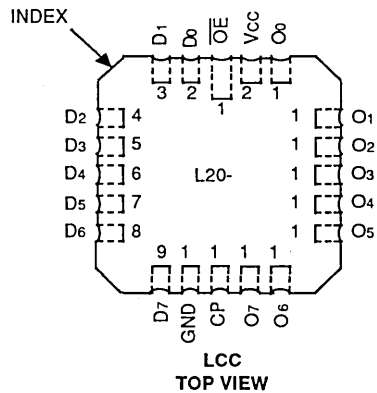 INDEX
D1 D0 OE VCC O0
3 2 1 2 1
D2 4 1 O1
D3 5 1 O2
D4 6 L20- 1 O3
D5 7 1 O4
D6 8 1 O5
9 1 1 1 1
D7 GND CP O7 O6
LCC
TOP VIEW